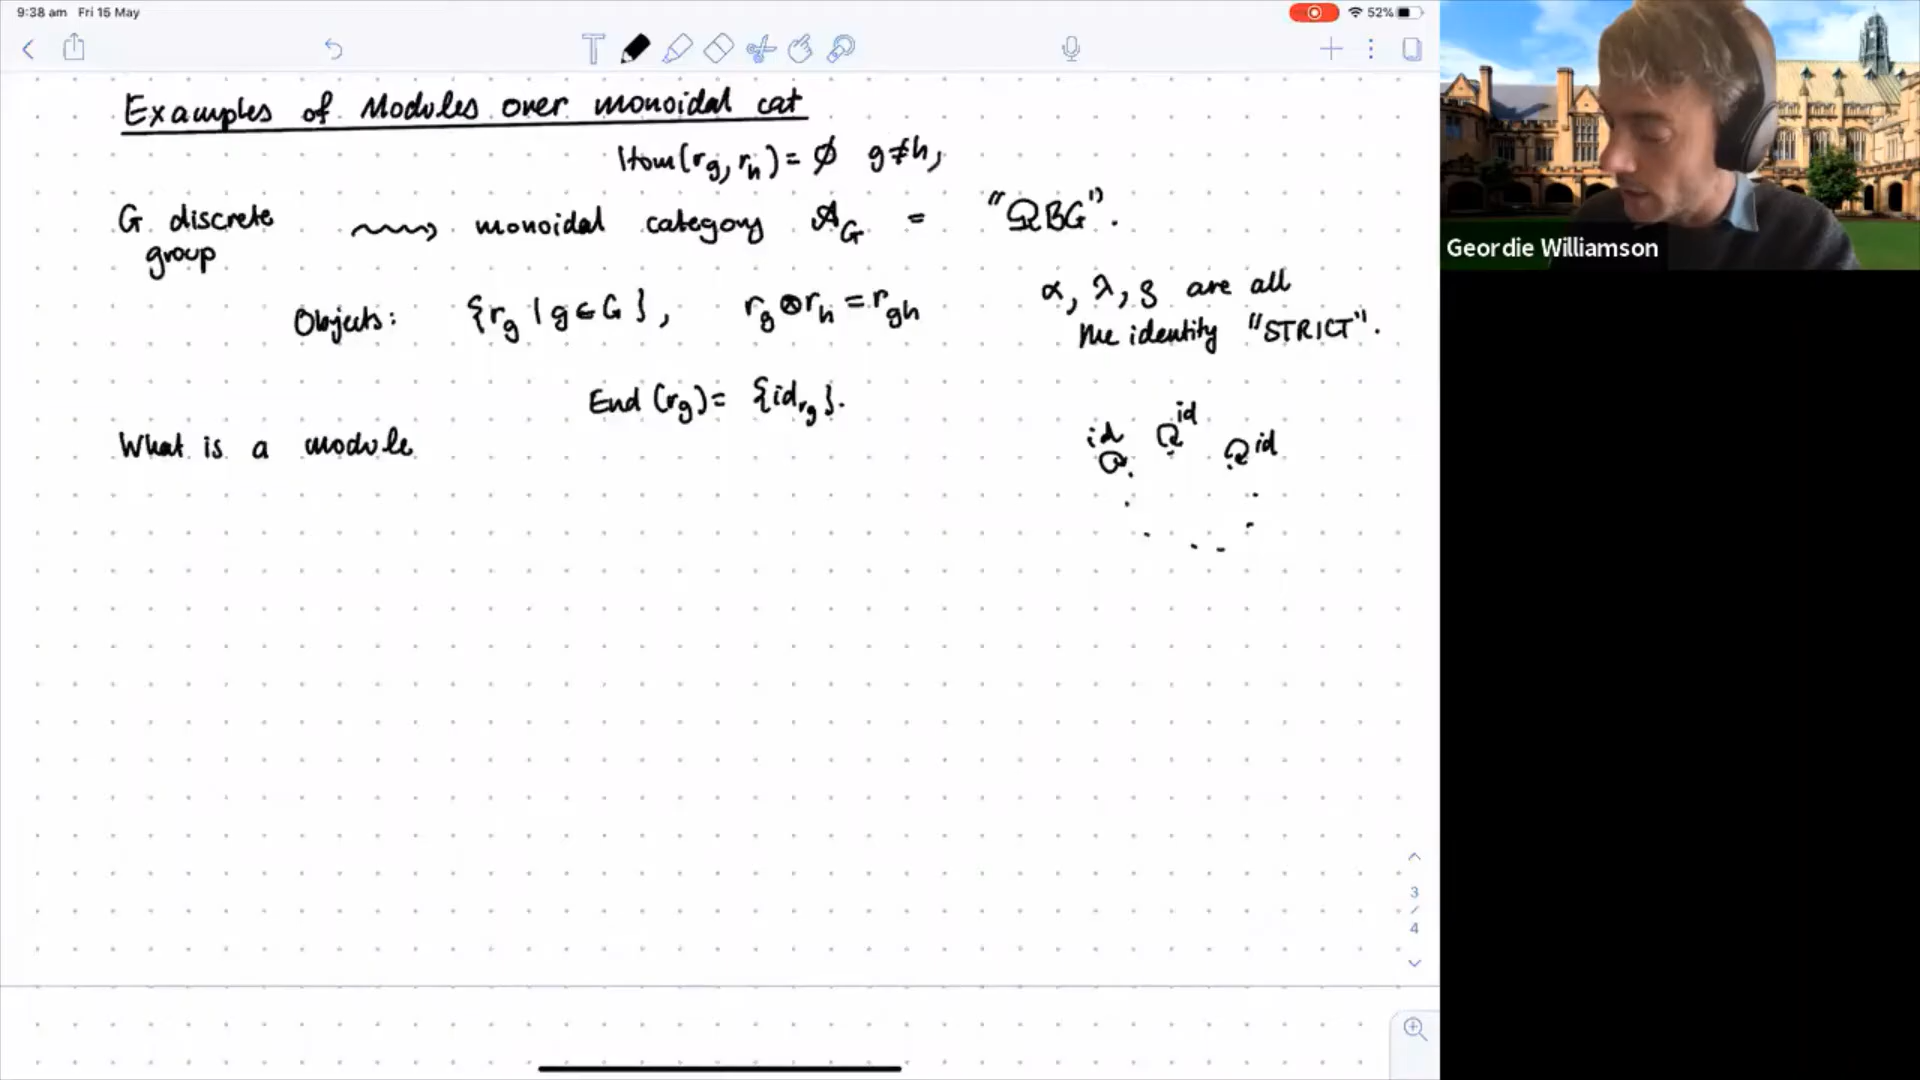 9:38 am Fri 15 May
52%
Examples of Modules over monoidal cat
Hom(r_g, r_h) = ∅ g≠h,
G discrete group ⇝ monoidal category 𝒜_G = "ΩBG".
Objects: {r_g | g ∈ G}, r_g ⊗ r_h = r_gh
α, λ, ρ are all
the identity "STRICT".
End(r_g) = {id_{r_g}}.
id id id
What is a module
Geordie Williamson
3
/
4